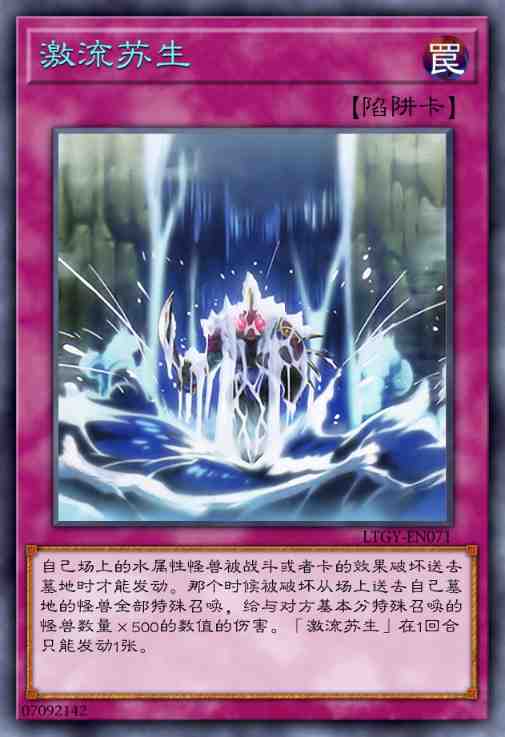 激流苏生
罠
【陷阱卡】
LTGY-EN071
自己场上的水属性怪兽被战斗或者卡的效果破坏送去
墓地时才能发动。那个时候被破坏从场上送去自己墓
地的怪兽全部特殊召唤，给与对方基本分特殊召唤的
怪兽数量×500的数值的伤害。「激流苏生」在1回合
只能发动1张。
07092142